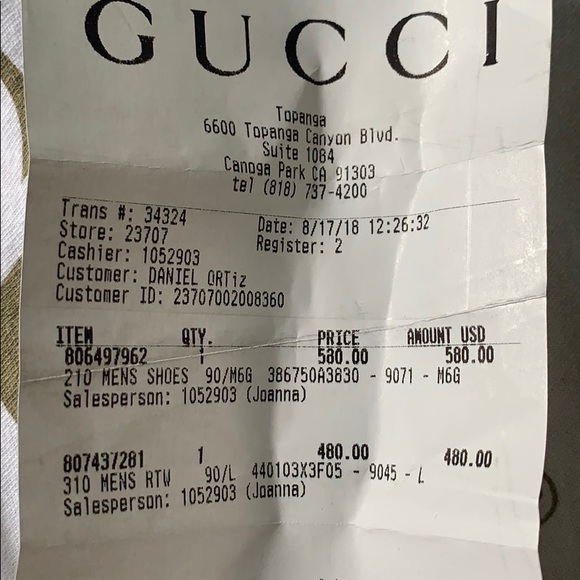 GUCCI
Topanga
6600 Topanga Canyon Blvd.
Suite 1084
Canoga Park CA 91303
tel (818) 737-4200
Trans #: 34324
Store: 23707 Date: 8/17/18 12:26:32
Cashier: 1052903 Register: 2
Customer: DANIEL ORTiz
Customer ID: 23707002008360
ITEM QTY. PRICE AMOUNT USD
806497962 1 580.00 580.00
210 MENS SHOES 90/M6G 386750A3830 - 9071 - M6G
Salesperson: 1052903 (Joanna)
807437281 1 480.00 480.00
310 MENS RTW 90/L 440103X3F05 - 9045 - L
Salesperson: 1052903 (Joanna)